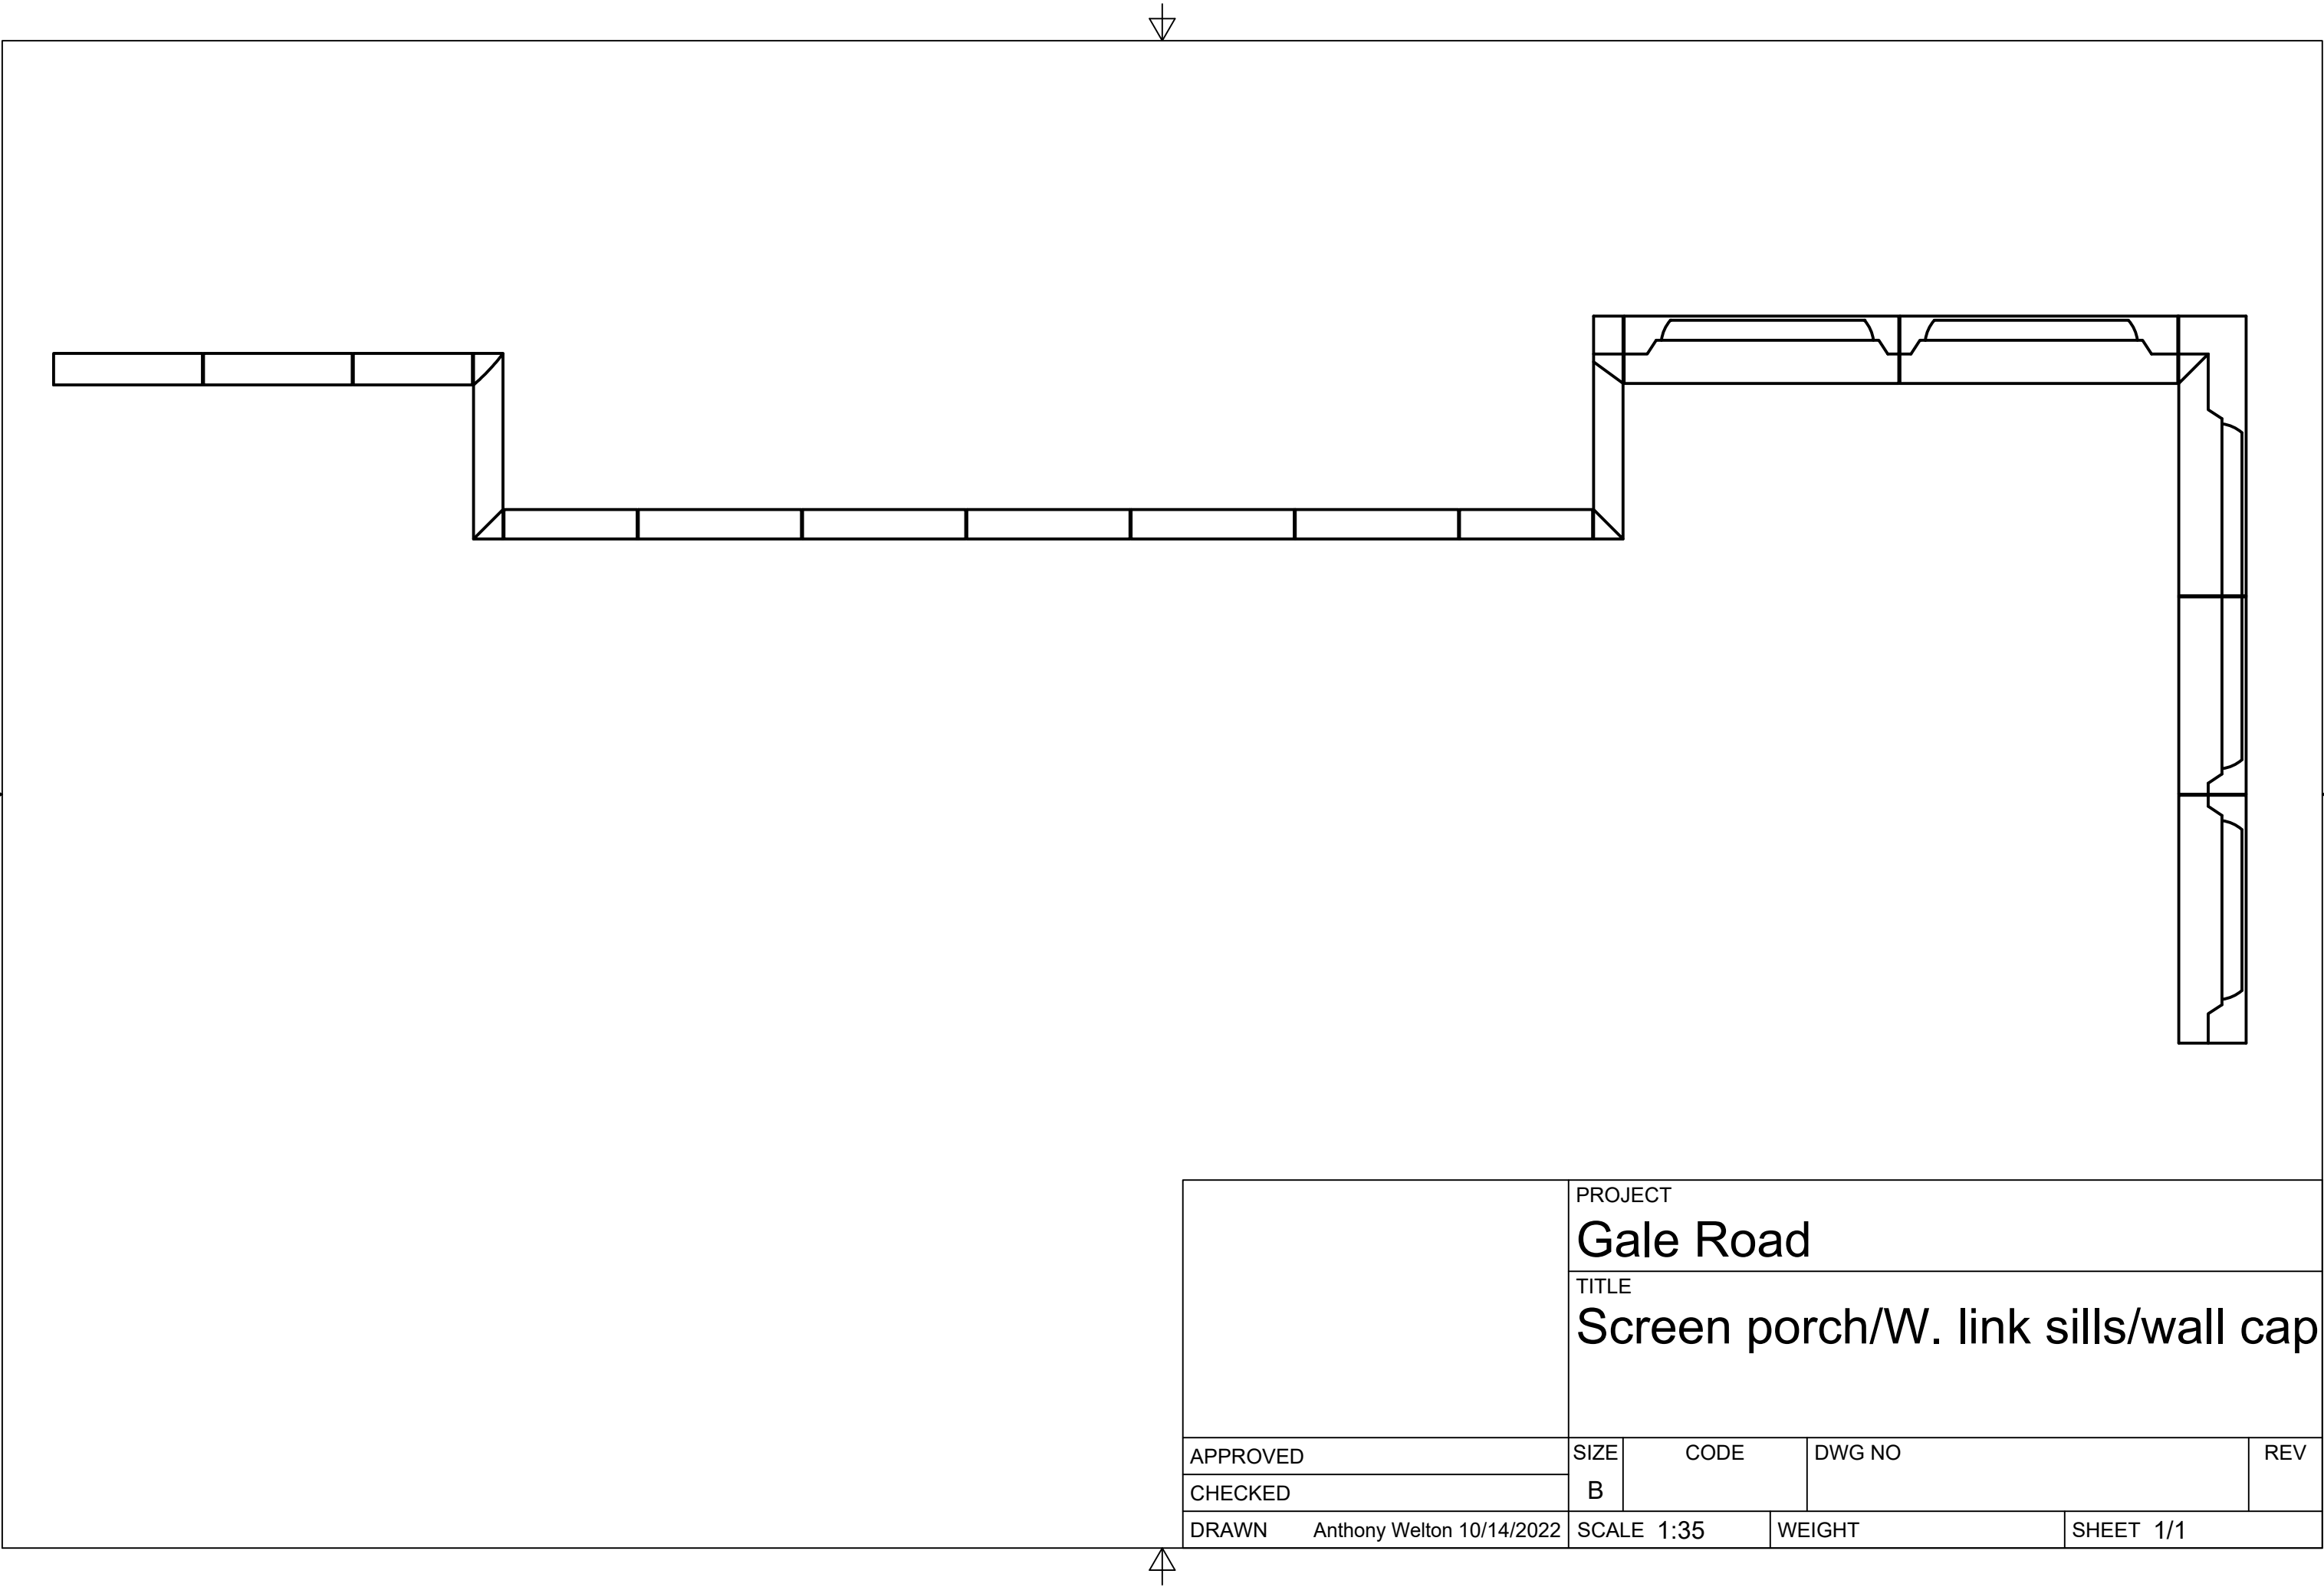 PROJECT
Gale Road
TITLE
Screen porch/W. link sills/wall cap
APPROVED
SIZE CODE DWG NO REV
B
CHECKED
DRAWN Anthony Welton 10/14/2022 SCALE 1:35 WEIGHT SHEET 1/1